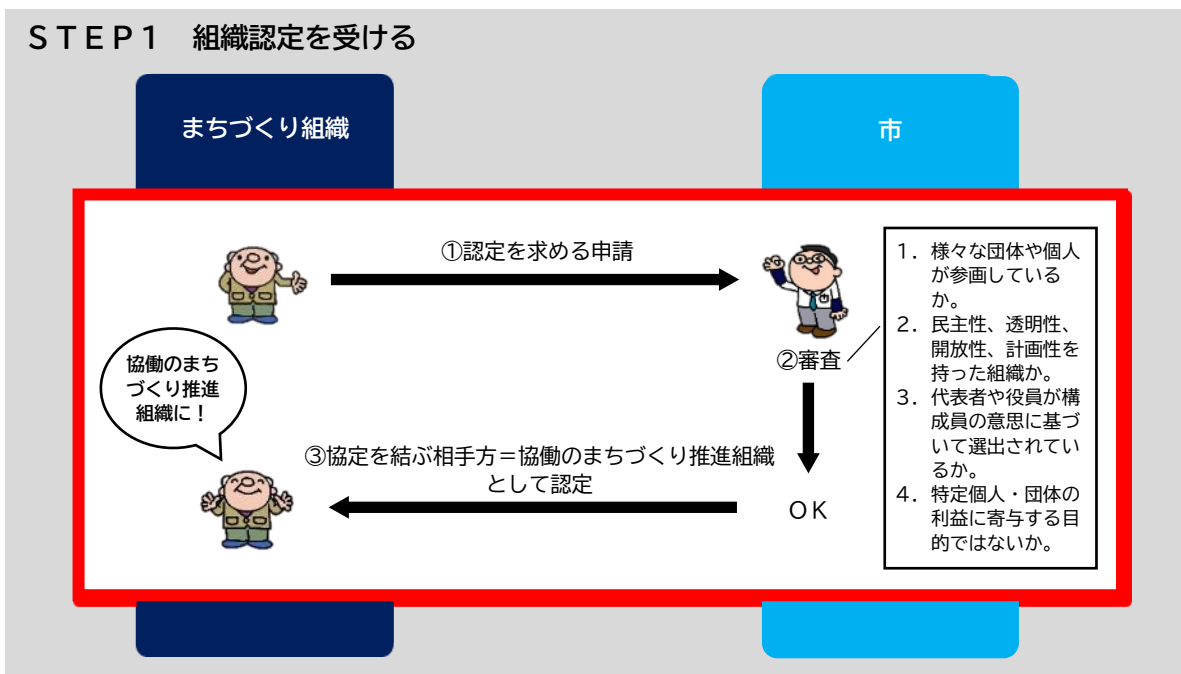 ＳＴＥＰ１　組織認定を受ける
まちづくり組織
市
①認定を求める申請
②審査
１．様々な団体や個人
が参画している
か。
２．民主性、透明性、
開放性、計画性を
持った組織か。
３．代表者や役員が構
成員の意思に基づ
いて選出されてい
るか。
４．特定個人・団体の
利益に寄与する目
的ではないか。
ＯＫ
③協定を結ぶ相手方＝協働のまちづくり推進組織
として認定
協働のまち
づくり推進
組織に！